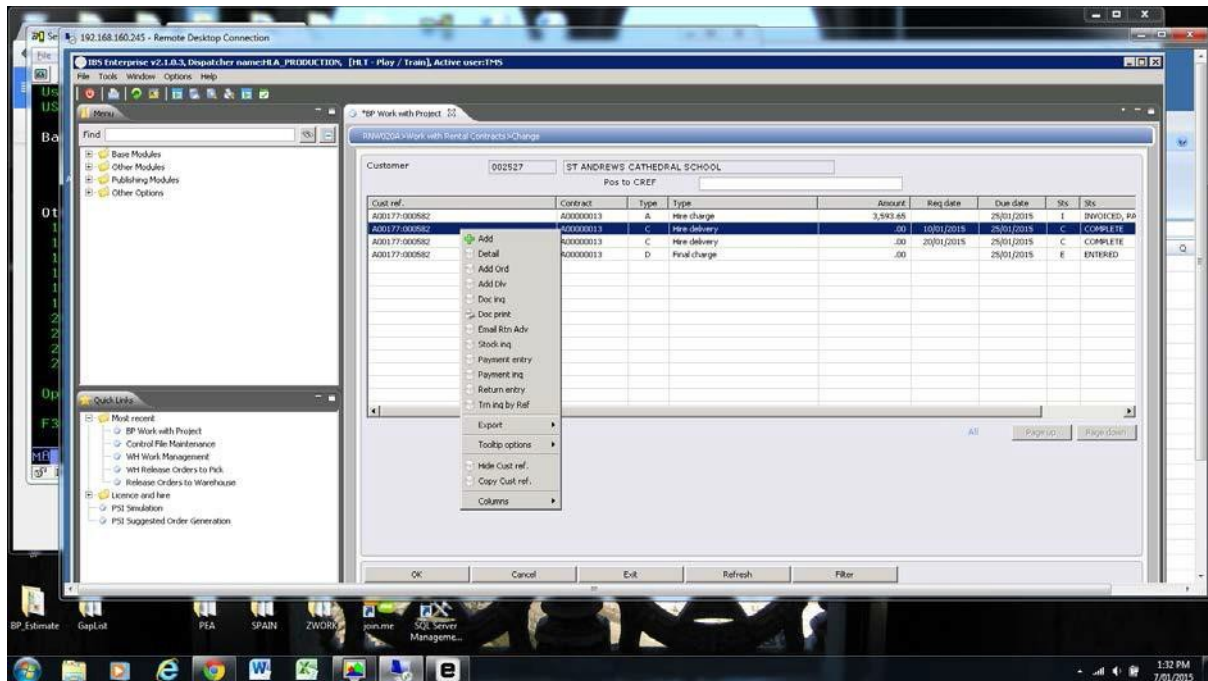 192.168.160.245 - Remote Desktop Connection
IBS Enterprise v2.1.0.3, Dispatcher name:HLA_PRODUCTION, [HLT - Play / Train], Active user:TMS
File Tools Window Options Help
Menu
Find
Base Modules
Other Modules
Publishing Modules
Other Options
Quick Links
Most recent
BP Work with Project
Control File Maintenance
WH Work Management
WH Release Orders to Pick
Release Orders to Warehouse
Licence and hire
PSI Simulation
PSI Suggested Order Generation
*BP Work with Project
RNW020A>Work with Rental Contracts>Change
Customer 002527 ST ANDREWS CATHEDRAL SCHOOL
Pos to CREF
Cust ref. Contract Type Type Amount Req date Due date Sts Sts
A00177:000582 A00000013 A Hire charge 3,593.65 25/01/2015 I INVOICED, PA
A00177:000582 A00000013 C Hire delivery .00 10/01/2015 25/01/2015 C COMPLETE
A00177:000582 A00000013 C Hire delivery .00 20/01/2015 25/01/2015 C COMPLETE
A00177:000582 A00000013 D Final charge .00 25/01/2015 E ENTERED
Add
Detail
Add Ord
Add Dlv
Doc inq
Doc print
Email Rtn Adv
Stock inq
Payment entry
Payment inq
Return entry
Trn inq by Ref
Export
Tooltip options
Hide Cust ref.
Copy Cust ref.
Columns
All Page up Page down
OK Cancel Exit Refresh Filter
BP_Estimate GapList PEA SPAIN ZWORK join.me SQL Server
Manageme...
1:32 PM
7/01/2015